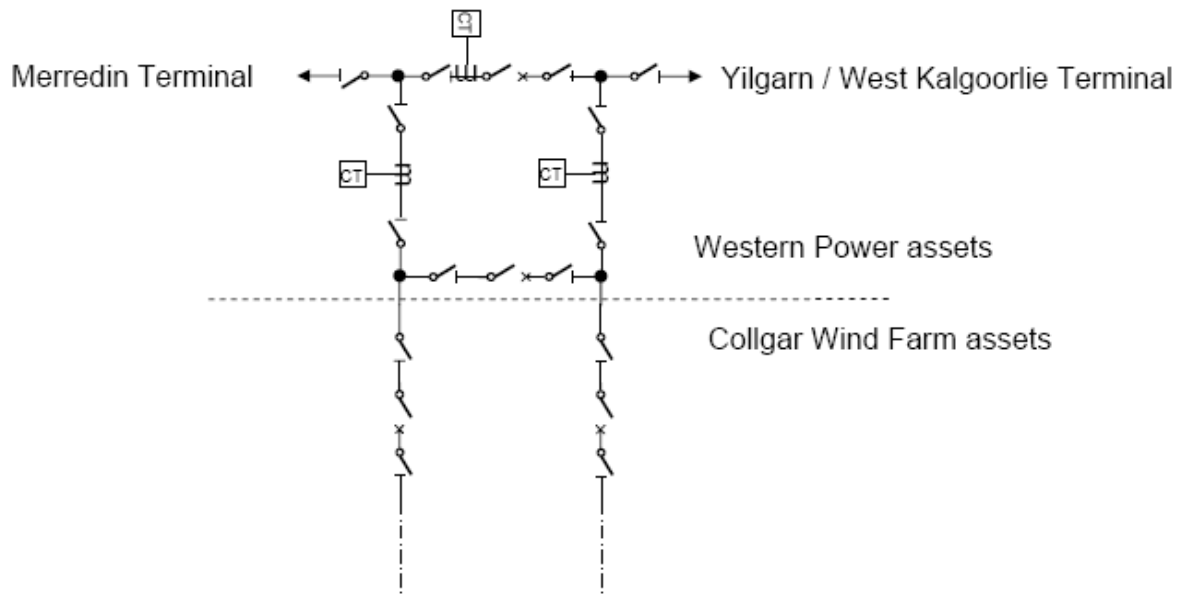 CT
Merredin Terminal
Yilgarn / West Kalgoorlie Terminal
CT
CT
Western Power assets
Collgar Wind Farm assets